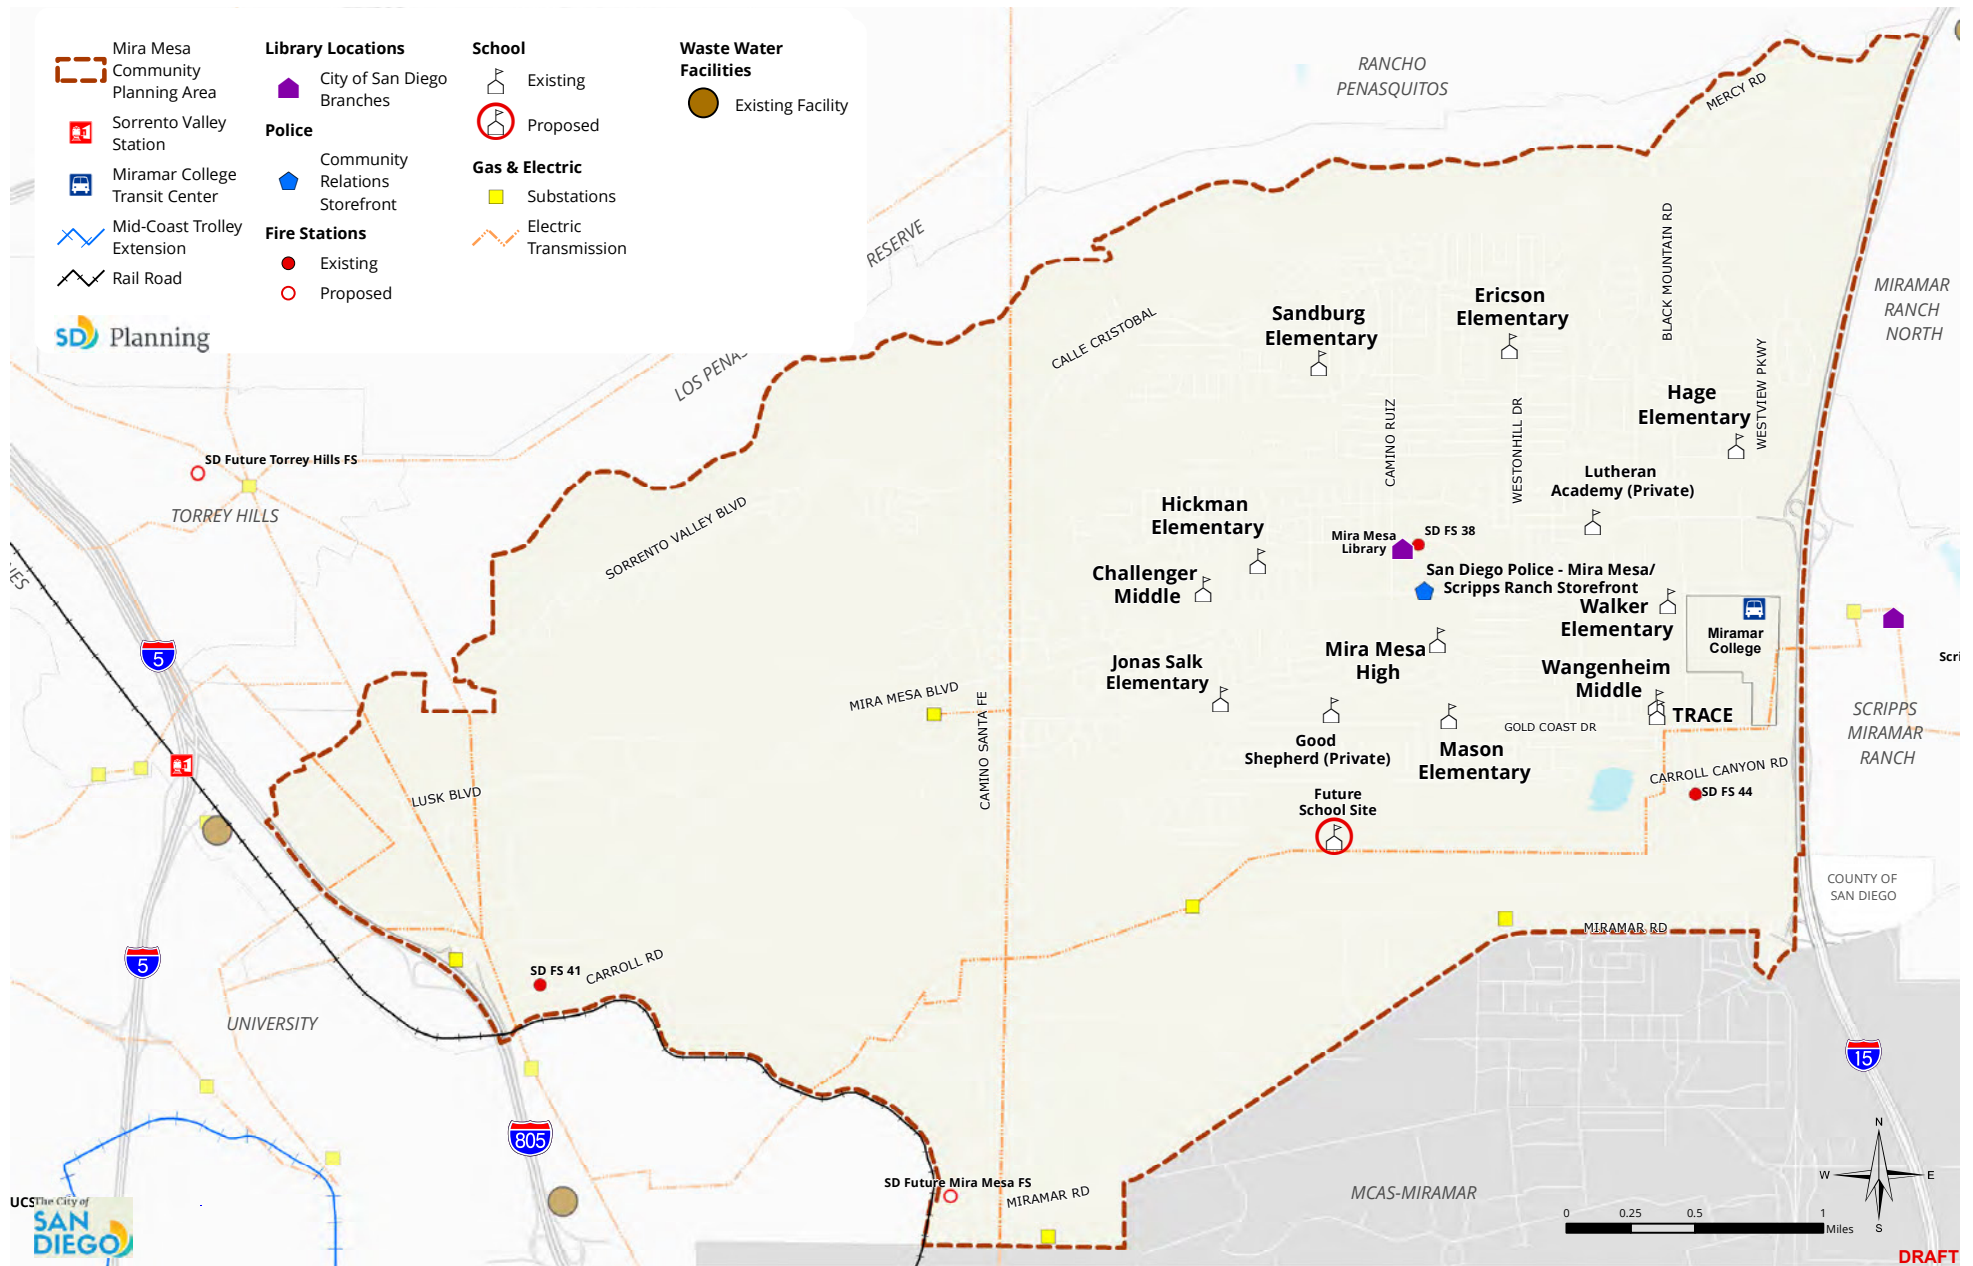 Mira Mesa
Community
Planning Area
Sorrento Valley
Station
Miramar College
Transit Center
Mid-Coast Trolley
Extension
Rail Road
Library Locations
City of San Diego
Branches
Police
Community
Relations
Storefront
Fire Stations
Existing
Proposed
School
Existing
Proposed
Gas & Electric
Substations
Electric
Transmission
Waste Water
Facilities
Existing Facility
SD Planning
RANCHO
PENASQUITOS
MERCY RD
RESERVE
LOS PENAS
MIRAMAR
RANCH
NORTH
BLACK MOUNTAIN RD
CALLE CRISTOBAL
Sandburg
Elementary
Ericson
Elementary
WESTVIEW PKWY
Hage
Elementary
CAMINO RUIZ
WESTONHILL DR
SD Future Torrey Hills FS
TORREY HILLS
Lutheran
Academy (Private)
SORRENTO VALLEY BLVD
Hickman
Elementary
Mira Mesa
Library
SD FS 38
San Diego Police - Mira Mesa/
Scripps Ranch Storefront
Challenger
Middle
Walker
Elementary
Miramar
College
5
Mira Mesa
High
Jonas Salk
Elementary
Wangenheim
Middle
TRACE
MIRA MESA BLVD
CAMINO SANTA FE
GOLD COAST DR
Good
Shepherd (Private)
Mason
Elementary
SCRIPPS
MIRAMAR
RANCH
Scri
CARROLL CANYON RD
SD FS 44
LUSK BLVD
Future
School Site
COUNTY OF
SAN DIEGO
MIRAMAR RD
5
SD FS 41
CARROLL RD
UNIVERSITY
15
805
SD Future Mira Mesa FS
MIRAMAR RD
MCAS-MIRAMAR
N
W
E
S
0 0.25 0.5 1
Miles
UCS
The City of
SAN
DIEGO
DRAFT